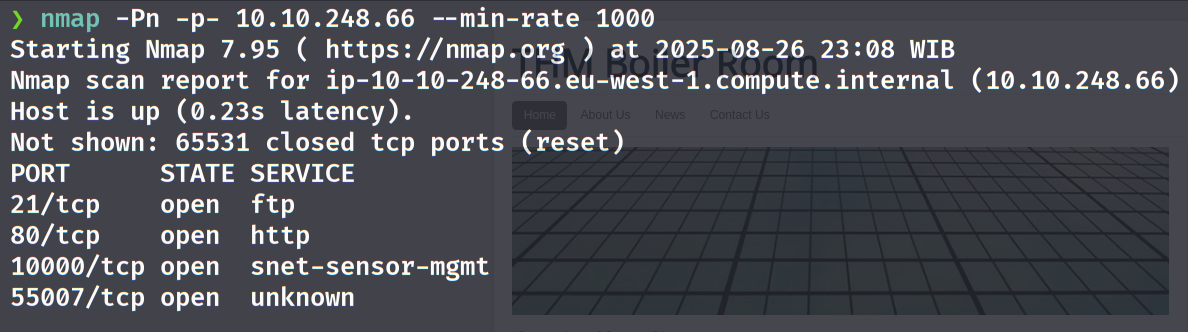 ❯ nmap -Pn -p- 10.10.248.66 --min-rate 1000
Starting Nmap 7.95 ( https://nmap.org ) at 2025-08-26 23:08 WIB
THM Boiler Room
Nmap scan report for ip-10-10-248-66.eu-west-1.compute.internal (10.10.248.66)
Host is up (0.23s latency).
Home About Us News Contact Us
Not shown: 65531 closed tcp ports (reset)
PORT STATE SERVICE
21/tcp open ftp
80/tcp open http
10000/tcp open snet-sensor-mgmt
55007/tcp open unknown